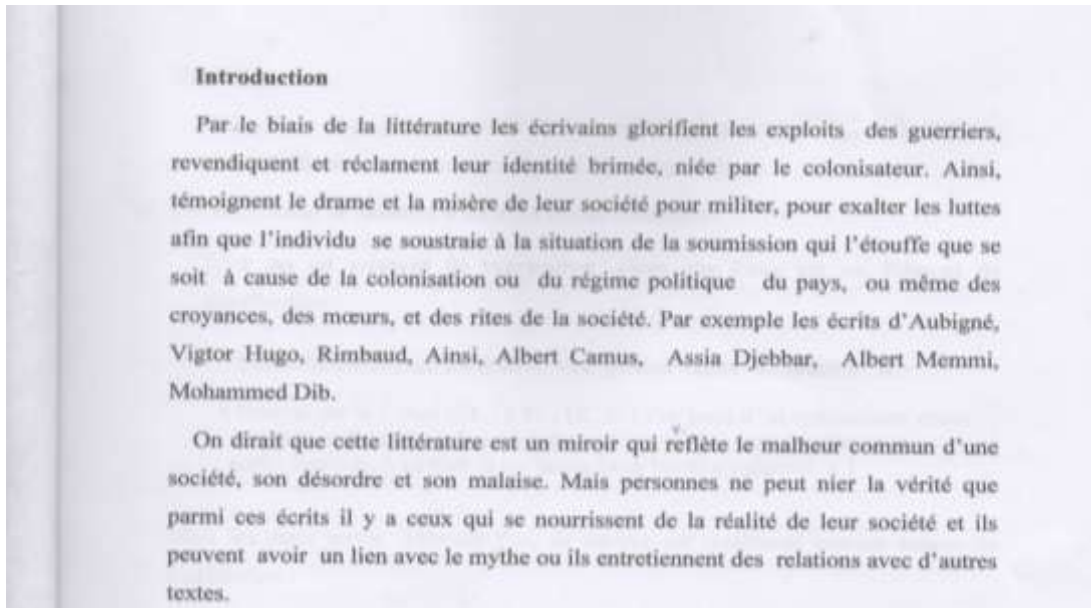 Introduction
Par le biais de la littérature les écrivains glorifient les exploits des guerriers,
revendiquent et réclament leur identité brimée, niée par le colonisateur. Ainsi,
témoignent le drame et la misère de leur société pour militer, pour exalter les luttes
afin que l'individu se soustraie à la situation de la soumission qui l'étouffe que se
soit à cause de la colonisation ou du régime politique du pays, ou même des
croyances, des mœurs, et des rites de la société. Par exemple les écrits d'Aubigné,
Vigtor Hugo, Rimbaud, Ainsi, Albert Camus, Assia Djebbar, Albert Memmi,
Mohammed Dib.
On dirait que cette littérature est un miroir qui reflète le malheur commun d'une
société, son désordre et son malaise. Mais personnes ne peut nier la vérité que
parmi ces écrits il y a ceux qui se nourrissent de la réalité de leur société et ils
peuvent avoir un lien avec le mythe ou ils entretiennent des relations avec d'autres
textes.